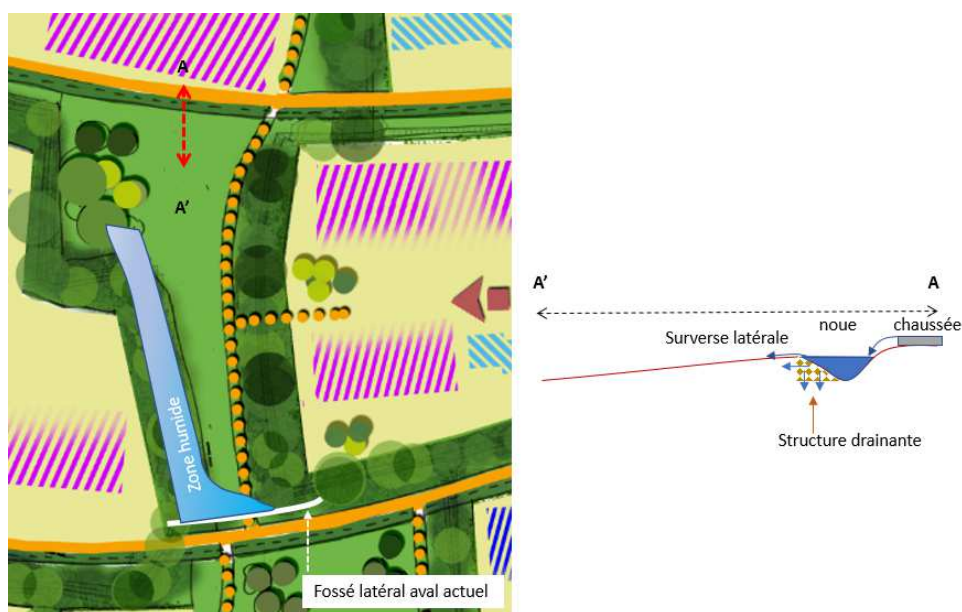 A
A'
Zone humide
Fossé latéral aval actuel
A'
A
noue
chaussée
Surverse latérale
Structure drainante